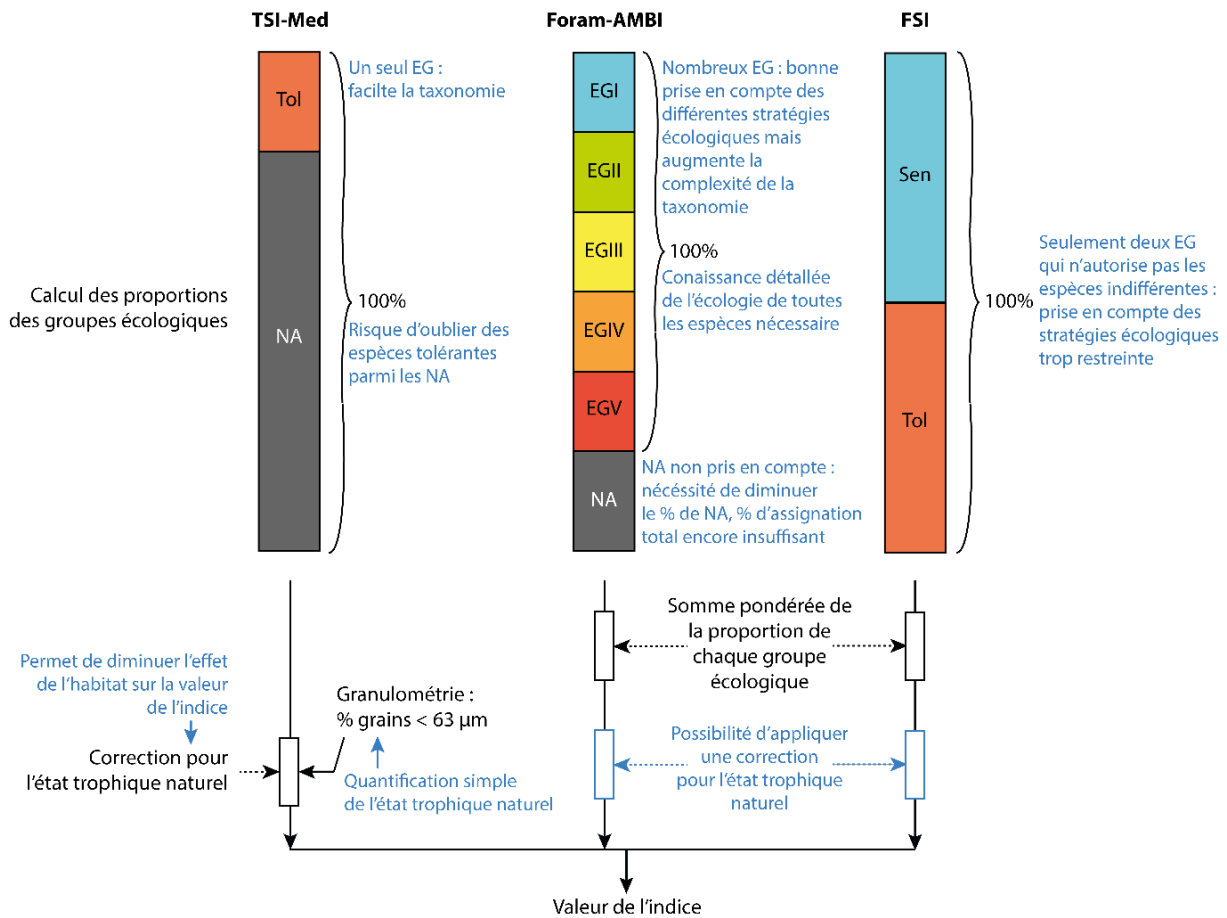 TSI-Med
Foram-AMBI
FSI
Tol
NA
Un seul EG :
facilte la taxonomie
100%
Risque d'oublier des
espèces tolérantes
parmi les NA
Calcul des proportions
des groupes écologiques
EGI
EGII
EGIII
EGIV
EGV
NA
Nombreux EG : bonne
prise en compte des
différentes stratégies
écologiques mais
augmente la
complexité de la
taxonomie
100%
Conaissance détallée
de l'écologie de toutes
les espèces nécessaire
NA non pris en compte :
nécéssité de diminuer
le % de NA, % d'assignation
total encore insuffisant
Sen
Tol
100%
Seulement deux EG
qui n'autorise pas les
espèces indifférentes :
prise en compte des
stratégies écologiques
trop restreinte
Somme pondérée de
la proportion de
chaque groupe
écologique
Permet de diminuer l'effet
de l'habitat sur la valeur
de l'indice
Correction pour
l'état trophique naturel
Granulométrie :
% grains < 63 µm
Quantification simple
de l'état trophique naturel
Possibilité d'appliquer
une correction
pour l'état trophique
naturel
Valeur de l'indice